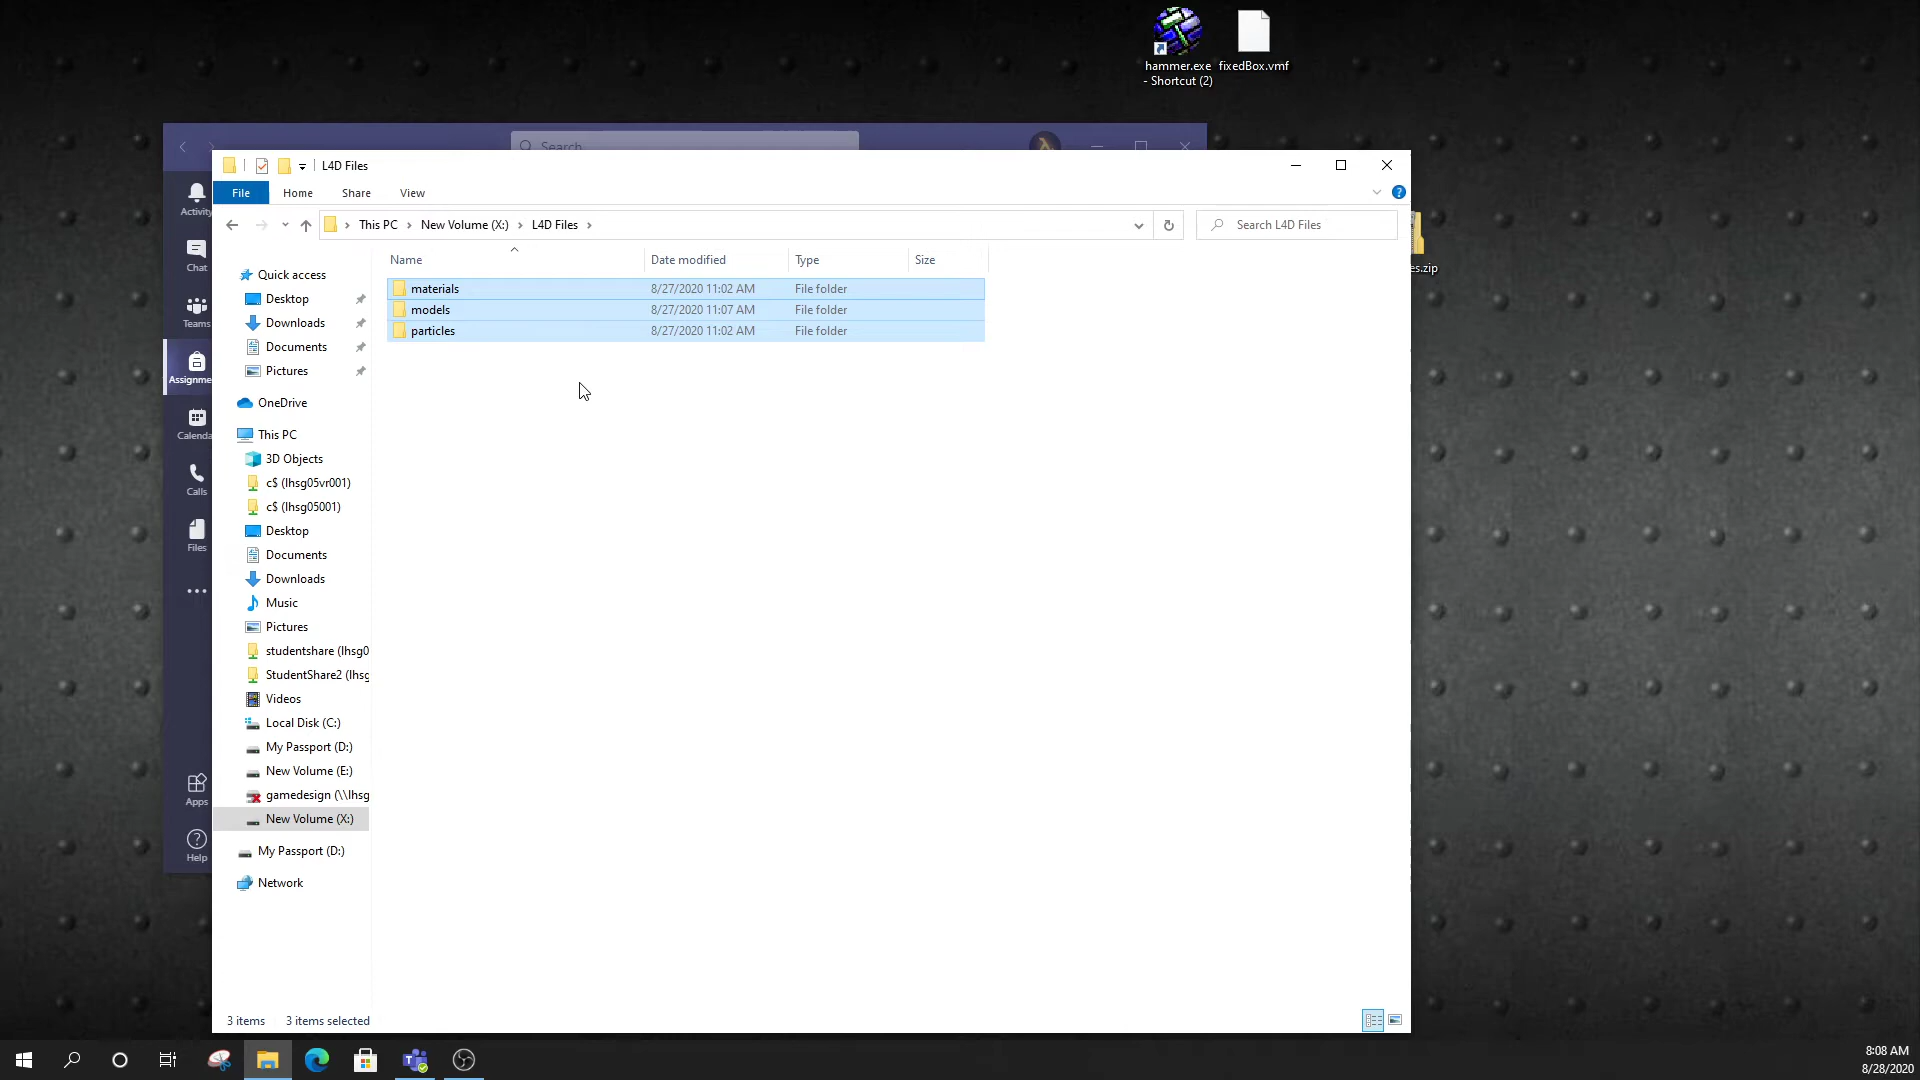 hammer.exe
- Shortcut (2)
fixedBox.vmf
Search
L4D Files
File
Home
Share
View
This PC
New Volume (X:)
L4D Files
Search L4D Files
es.zip
Activity
Chat
Teams
Assignme
Calenda
Calls
Files
Apps
Help
Quick access
Desktop
Downloads
Documents
Pictures
OneDrive
This PC
3D Objects
c$ (lhsg05vr001)
c$ (lhsg05001)
Desktop
Documents
Downloads
Music
Pictures
studentshare (lhsg0
StudentShare2 (lhsg
Videos
Local Disk (C:)
My Passport (D:)
New Volume (E:)
gamedesign (\\lhsg
New Volume (X:)
My Passport (D:)
Network
Name Date modified Type Size
materials 8/27/2020 11:02 AM File folder
models 8/27/2020 11:07 AM File folder
particles 8/27/2020 11:02 AM File folder
3 items 3 items selected
8:08 AM
8/28/2020